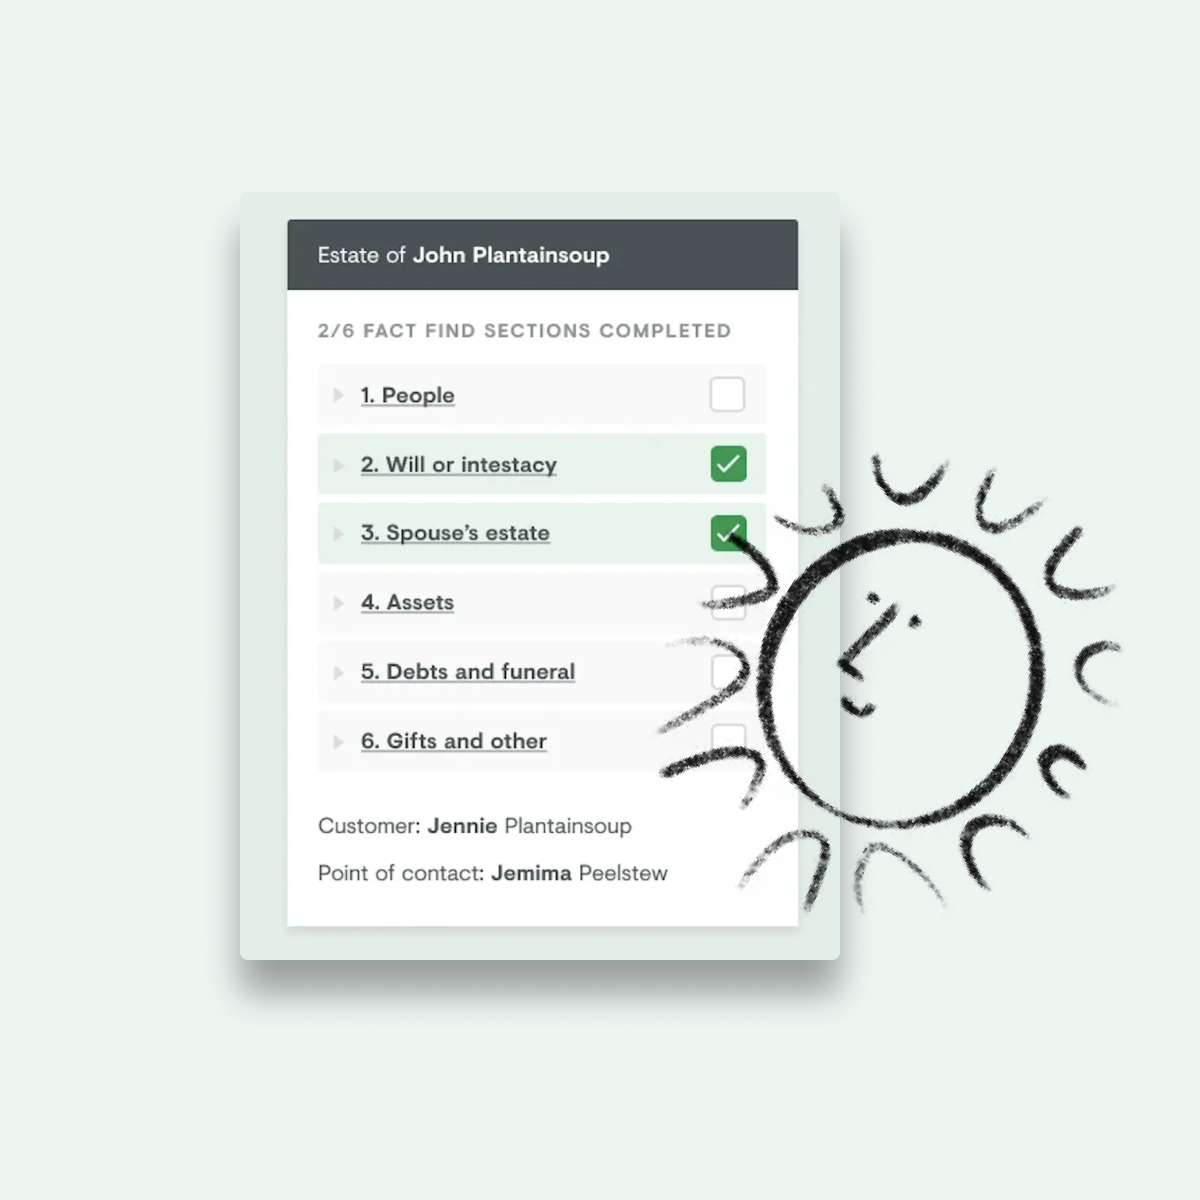 Estate of John Plantainsoup
2/6 FACT FIND SECTIONS COMPLETED
1. People
2. Will or intestacy
3. Spouse’s estate
4. Assets
5. Debts and funeral
6. Gifts and other
Customer: Jennie Plantainsoup
Point of contact: Jemima Peelstew